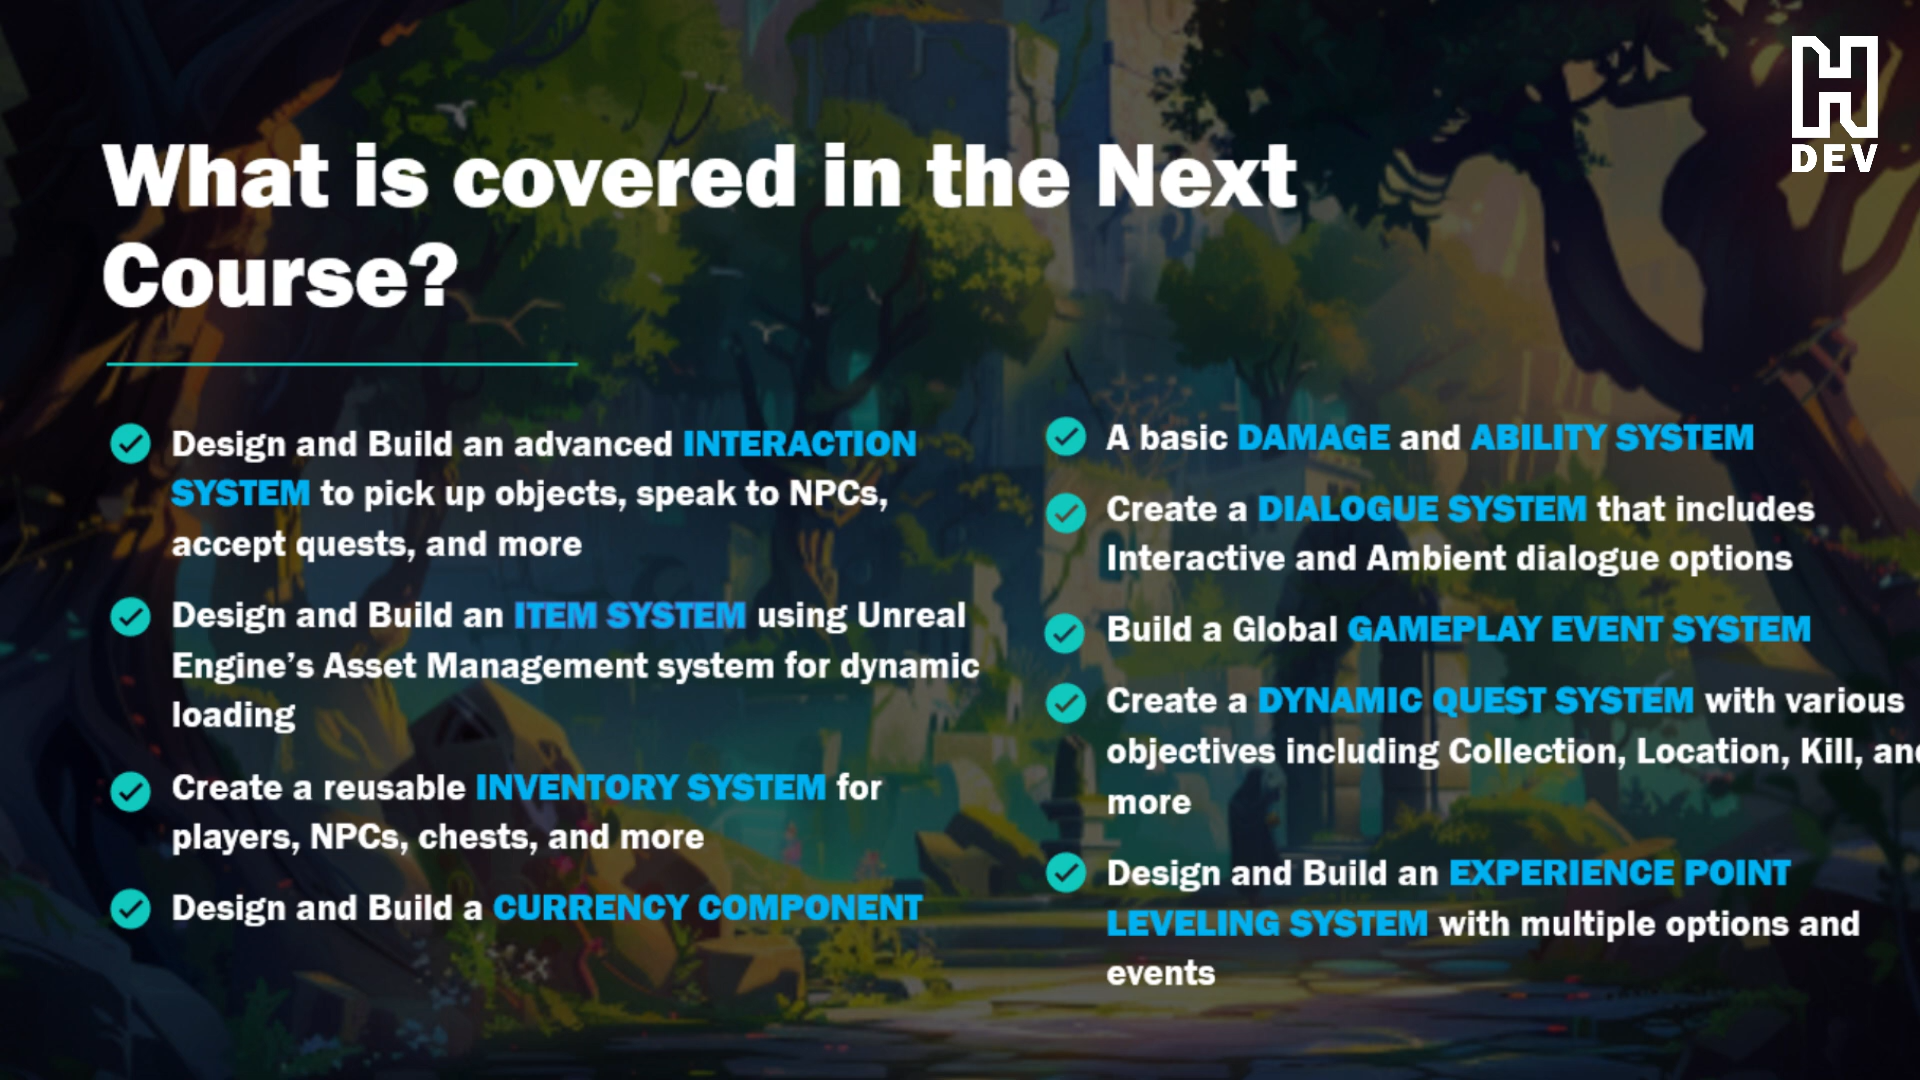 What is covered in the Next
Course?
Design and Build an advanced INTERACTION
SYSTEM to pick up objects, speak to NPCs,
accept quests, and more
Design and Build an ITEM SYSTEM using Unreal
Engine’s Asset Management system for dynamic
loading
Create a reusable INVENTORY SYSTEM for
players, NPCs, chests, and more
Design and Build a CURRENCY COMPONENT
A basic DAMAGE and ABILITY SYSTEM
Create a DIALOGUE SYSTEM that includes
Interactive and Ambient dialogue options
Build a Global GAMEPLAY EVENT SYSTEM
Create a DYNAMIC QUEST SYSTEM with various
objectives including Collection, Location, Kill, and
more
Design and Build an EXPERIENCE POINT
LEVELING SYSTEM with multiple options and
events
DEV